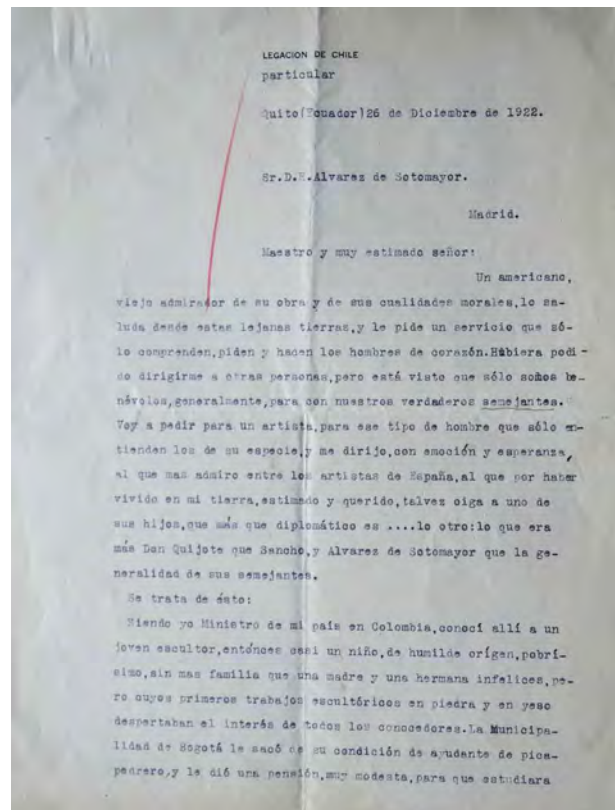 LEGACION DE CHILE
particular
Quito(Ecuador)26 de Diciembre de 1922.
Sr.D.F.Alvarez de Sotomayor.
Madrid.
Maestro y muy estimado señor:
Un americano,
viejo admirador de su obra y de sus cualidades morales,lo sa-
luda desde estas lejanas tierras,y le pide un servicio que só-
lo comprenden,piden y hacen los hombres de corazón.Hubiera podi-
do dirigirme a otras personas,pero está visto que sólo somos be-
névolos,generalmente,para con nuestros verdaderos semejantes.
Voy a pedir para un artista,para ese tipo de hombre que sólo en-
tienden los de su especie,y me dirijo,con emoción y esperanza,
al que mas admiro entre los artistas de España,al que por haber
vivido en mi tierra,estimado y querido,talvez oiga a uno de
sus hijos,que más que diplomático es ....lo otro:lo que era
más Don Quijote que Sancho,y Alvarez de Sotomayor que la ge-
neralidad de sus semejantes.
Se trata de ésto:
Siendo yo Ministro de mi país en Colombia,conocí allí a un
joven escultor,entónces casi un niño,de humilde orígen,pobrí-
simo,sin mas familia que una madre y una hermana infelices,pe-
ro cuyos primeros trabajos escultóricos en piedra y en yeso
despertaban el interés de todos los conocedores.La Municipa-
lidad de Bogotá le sacó de su condición de ayudante de pica-
pedrero,y le dió una pensión,muy modesta,para que estudiara